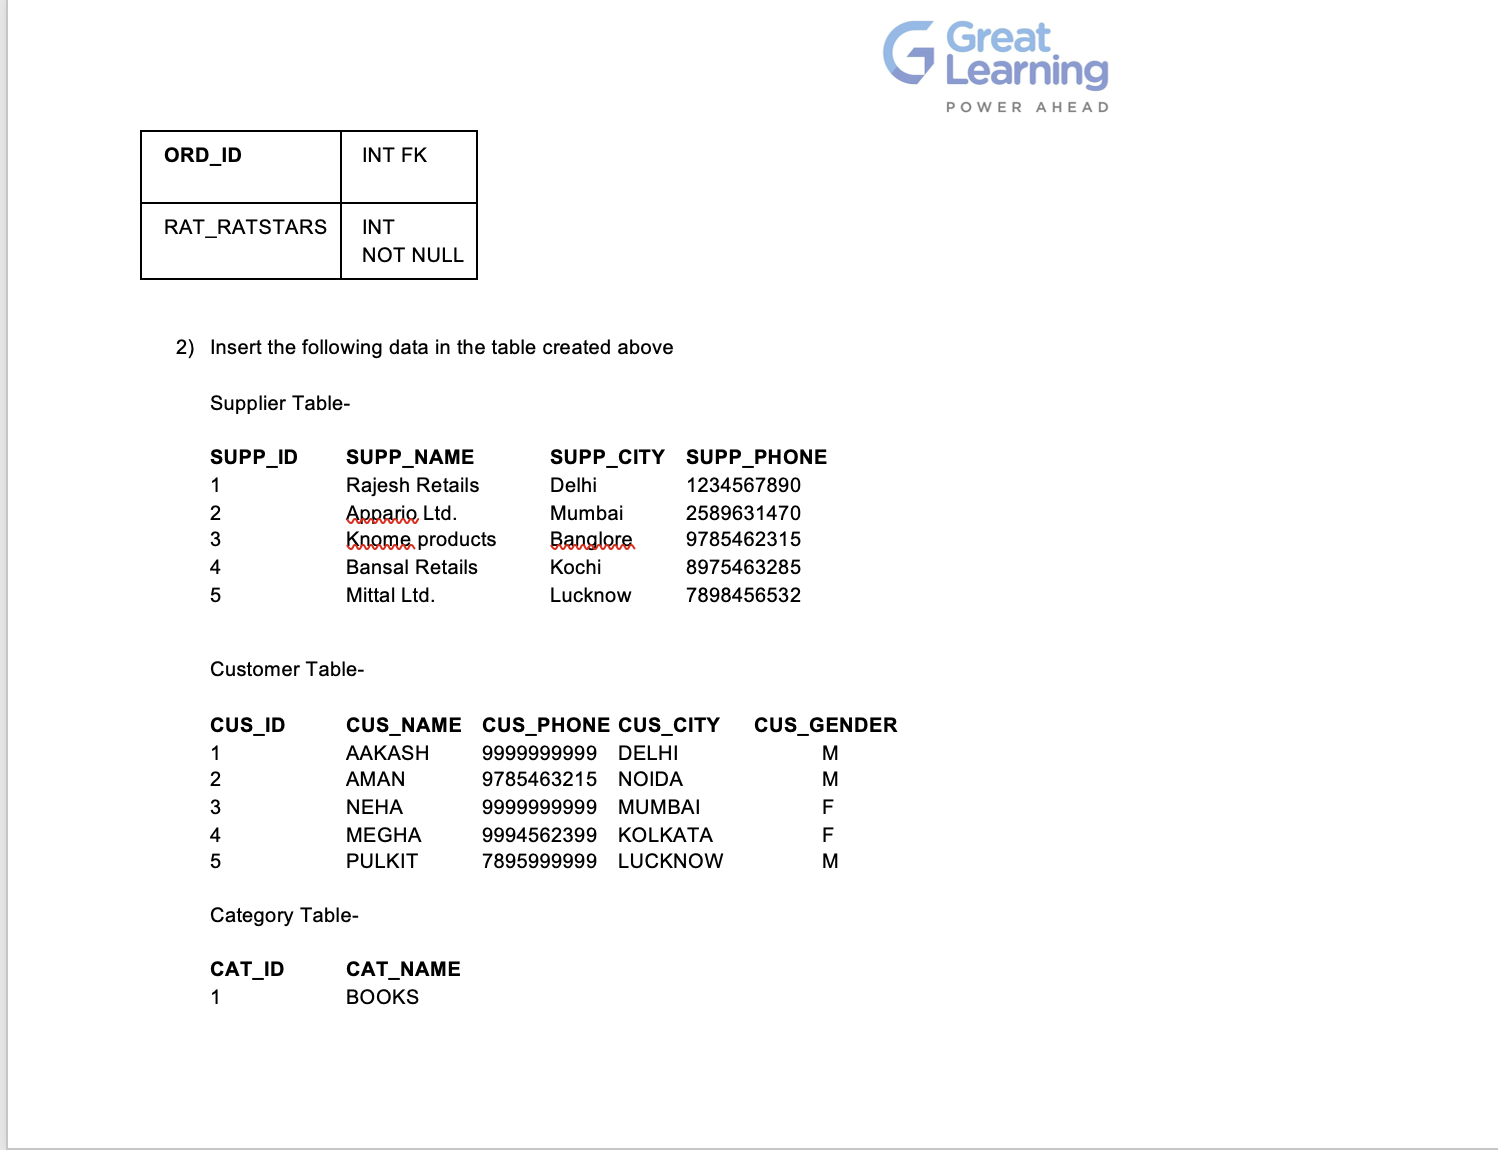 Great
Learning
POWER AHEAD
ORD_ID INT FK
RAT_RATSTARS INT
NOT NULL
2) Insert the following data in the table created above
Supplier Table-
SUPP_ID SUPP_NAME SUPP_CITY SUPP_PHONE
1 Rajesh Retails Delhi 1234567890
2 Appario Ltd. Mumbai 2589631470
3 Knome products Banglore 9785462315
4 Bansal Retails Kochi 8975463285
5 Mittal Ltd. Lucknow 7898456532
Customer Table-
CUS_ID CUS_NAME CUS_PHONE CUS_CITY CUS_GENDER
1 AAKASH 9999999999 DELHI M
2 AMAN 9785463215 NOIDA M
3 NEHA 9999999999 MUMBAI F
4 MEGHA 9994562399 KOLKATA F
5 PULKIT 7895999999 LUCKNOW M
Category Table-
CAT_ID CAT_NAME
1 BOOKS